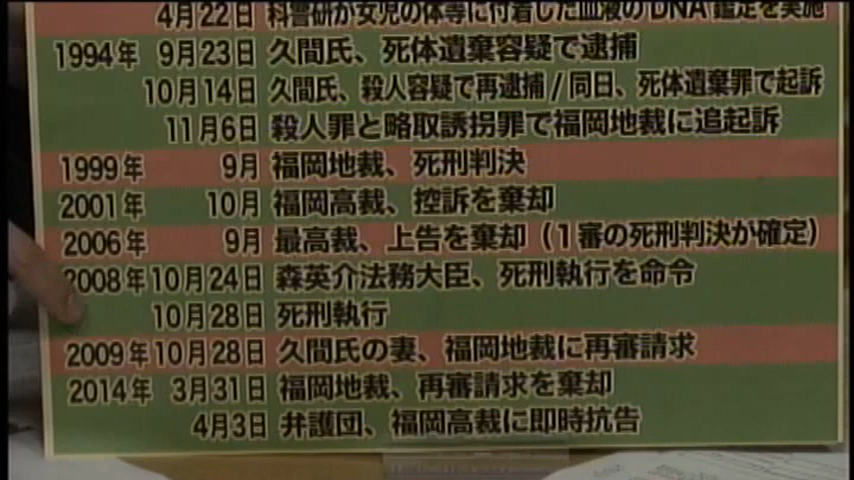 4月22日 科警研が女児の体等に付着した血液のDNA鑑定を実施
1994年 9月23日 久間氏、死体遺棄容疑で逮捕
10月14日 久間氏、殺人容疑で再逮捕/同日、死体遺棄罪で起訴
11月6日 殺人罪と略取誘拐罪で福岡地裁に追起訴
1999年 9月 福岡地裁、死刑判決
2001年 10月 福岡高裁、控訴を棄却
2006年 9月 最高裁、上告を棄却（1審の死刑判決が確定）
2008年10月24日 森英介法務大臣、死刑執行を命令
10月28日 死刑執行
2009年10月28日 久間氏の妻、福岡地裁に再審請求
2014年 3月31日 福岡地裁、再審請求を棄却
4月3日 弁護団、福岡高裁に即時抗告